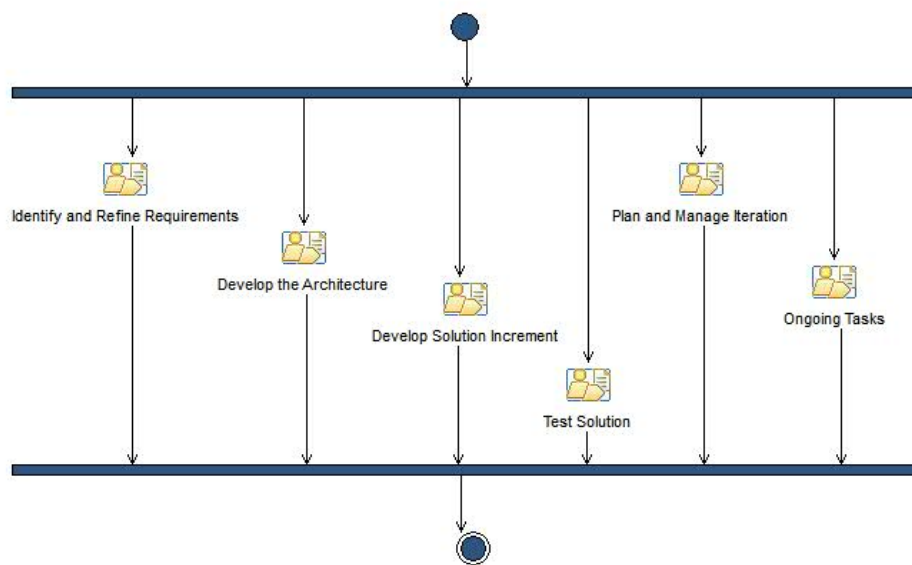 Identify and Refine Requirements
Plan and Manage Iteration
Develop the Architecture
Ongoing Tasks
Develop Solution Increment
Test Solution